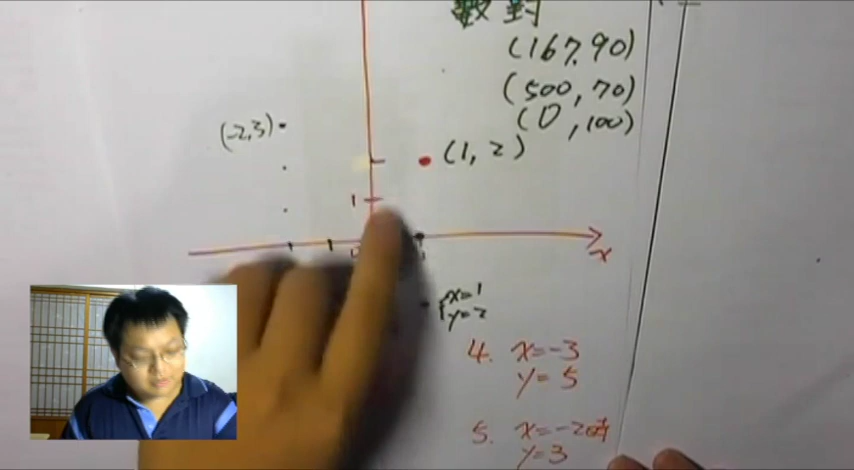 數對
(167.90)
(500,70)
(0,100)
(-2,3)
(1,2)
1
x
x=1
y=2
4. x=-3
y=5
5.
y=3